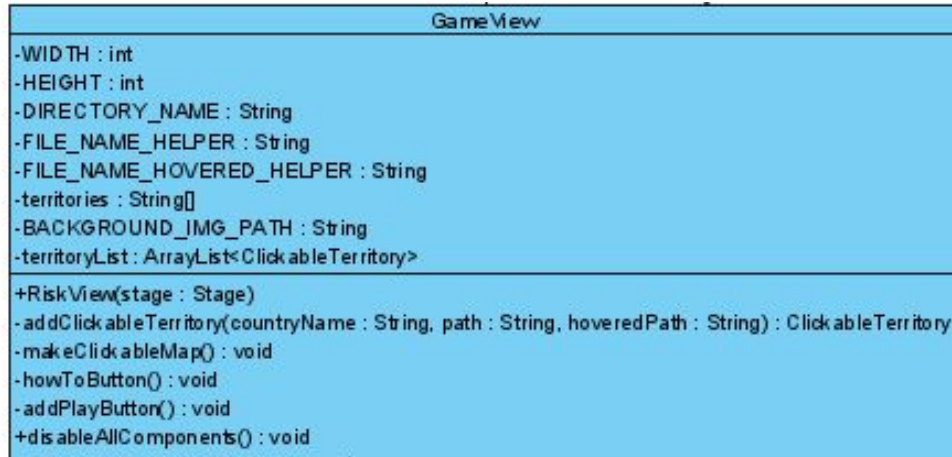 GameView
-WIDTH : int
-HEIGHT : int
-DIRECTORY_NAME : String
-FILE_NAME_HELPER : String
-FILE_NAME_HOVERED_HELPER : String
-territories : String[]
-BACKGROUND_IMG_PATH : String
-territoryList : ArrayList<ClickableTerritory>
+RiskView(stage : Stage)
-addClickableTerritory(countryName : String, path : String, hoveredPath : String) : ClickableTerritory
-makeClickableMap() : void
-howToButton() : void
-addPlayButton() : void
+disableAllComponents() : void